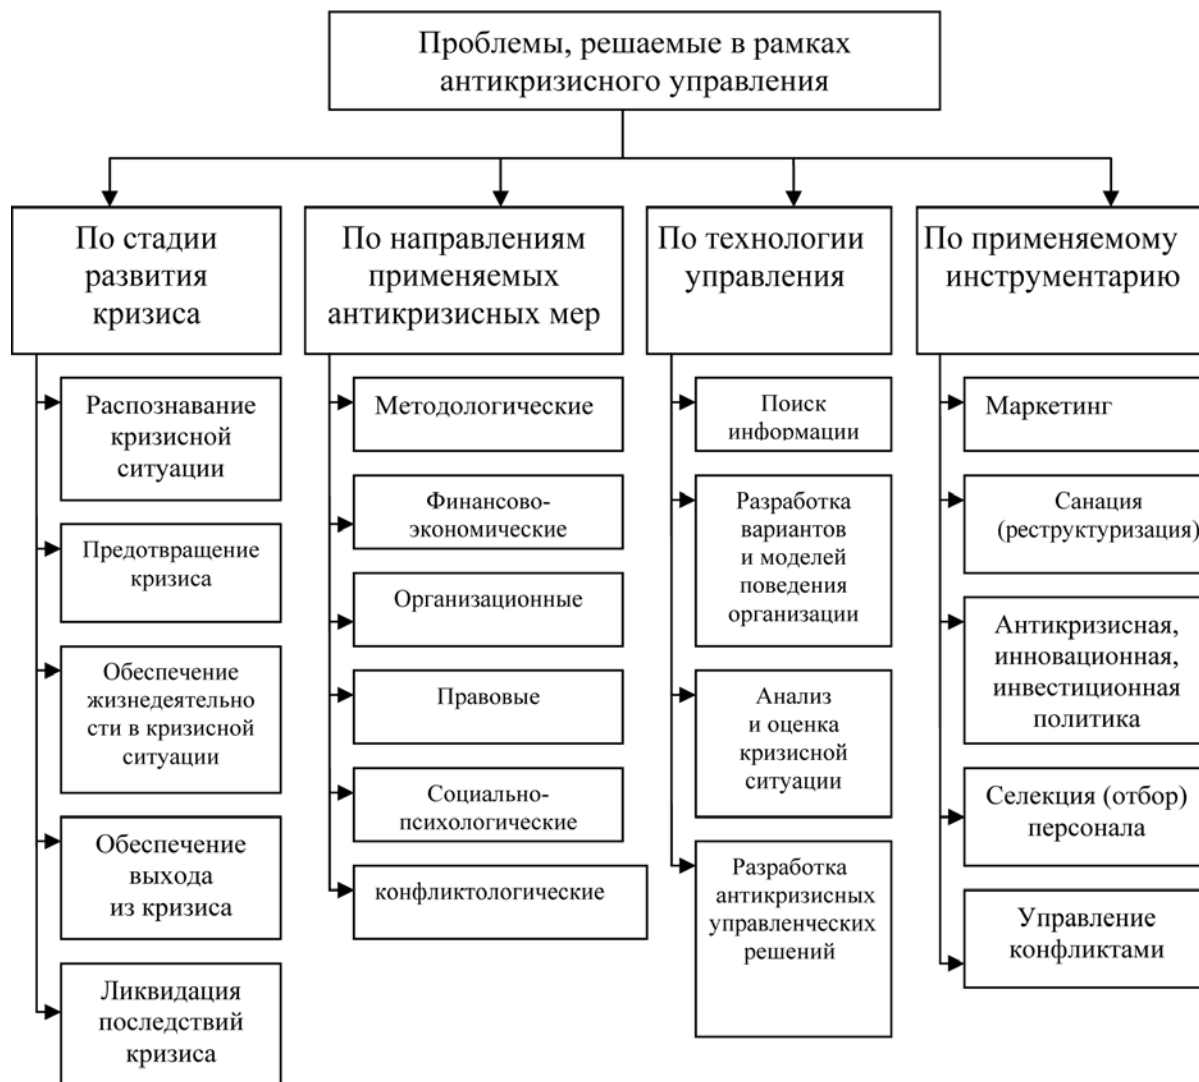 Проблемы, решаемые в рамках
антикризисного управления
По стадии
развития
кризиса
Распознавание
кризисной
ситуации
Предотвращение
кризиса
Обеспечение
жизнедеятельно
сти в кризисной
ситуации
Обеспечение
выхода
из кризиса
Ликвидация
последствий
кризиса
По направлениям
применяемых
антикризисных мер
Методологические
Финансово-
экономические
Организационные
Правовые
Социально-
психологические
конфликтологические
По технологии
управления
Поиск
информации
Разработка
вариантов
и моделей
поведения
организации
Анализ
и оценка
кризисной
ситуации
Разработка
антикризисных
управленческих
решений
По применяемому
инструментарию
Маркетинг
Санация
(реструктуризация)
Антикризисная,
инновационная,
инвестиционная
политика
Селекция (отбор)
персонала
Управление
конфликтами